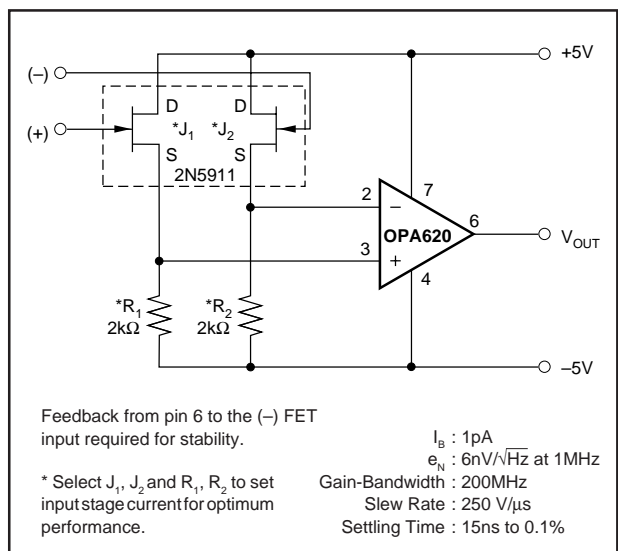 +5V
(–)
D
D
(+)
*J₁
*J₂
S
S
2N5911
2
–
7
OPA620
6
V_OUT
3
+
4
*R₁
2kΩ
*R₂
2kΩ
–5V
Feedback from pin 6 to the (–) FET
input required for stability.
* Select J₁, J₂ and R₁, R₂ to set
input stage current for optimum
performance.
I_B : 1pA
e_N : 6nV/√Hz at 1MHz
Gain-Bandwidth : 200MHz
Slew Rate : 250 V/µs
Settling Time : 15ns to 0.1%